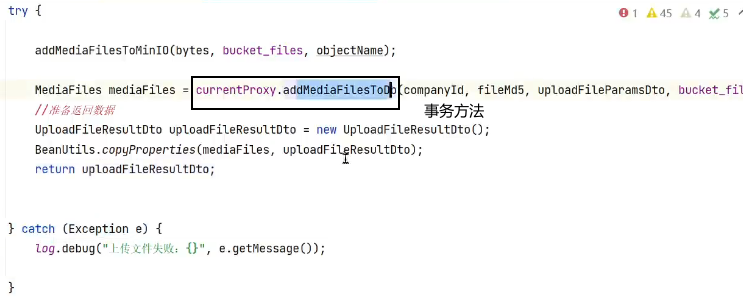 try {
1 45 4 5
addMediaFilesToMinIO(bytes, bucket_files, objectName);
MediaFiles mediaFiles = currentProxy.addMediaFilesToDb(companyId, fileMd5, uploadFileParamsDto, bucket_fil
//准备返回数据
事务方法
UploadFileResultDto uploadFileResultDto = new UploadFileResultDto();
BeanUtils.copyProperties(mediaFiles, uploadFileResultDto);
return uploadFileResultDto;
} catch (Exception e) {
log.debug("上传文件失败：{}", e.getMessage());
}